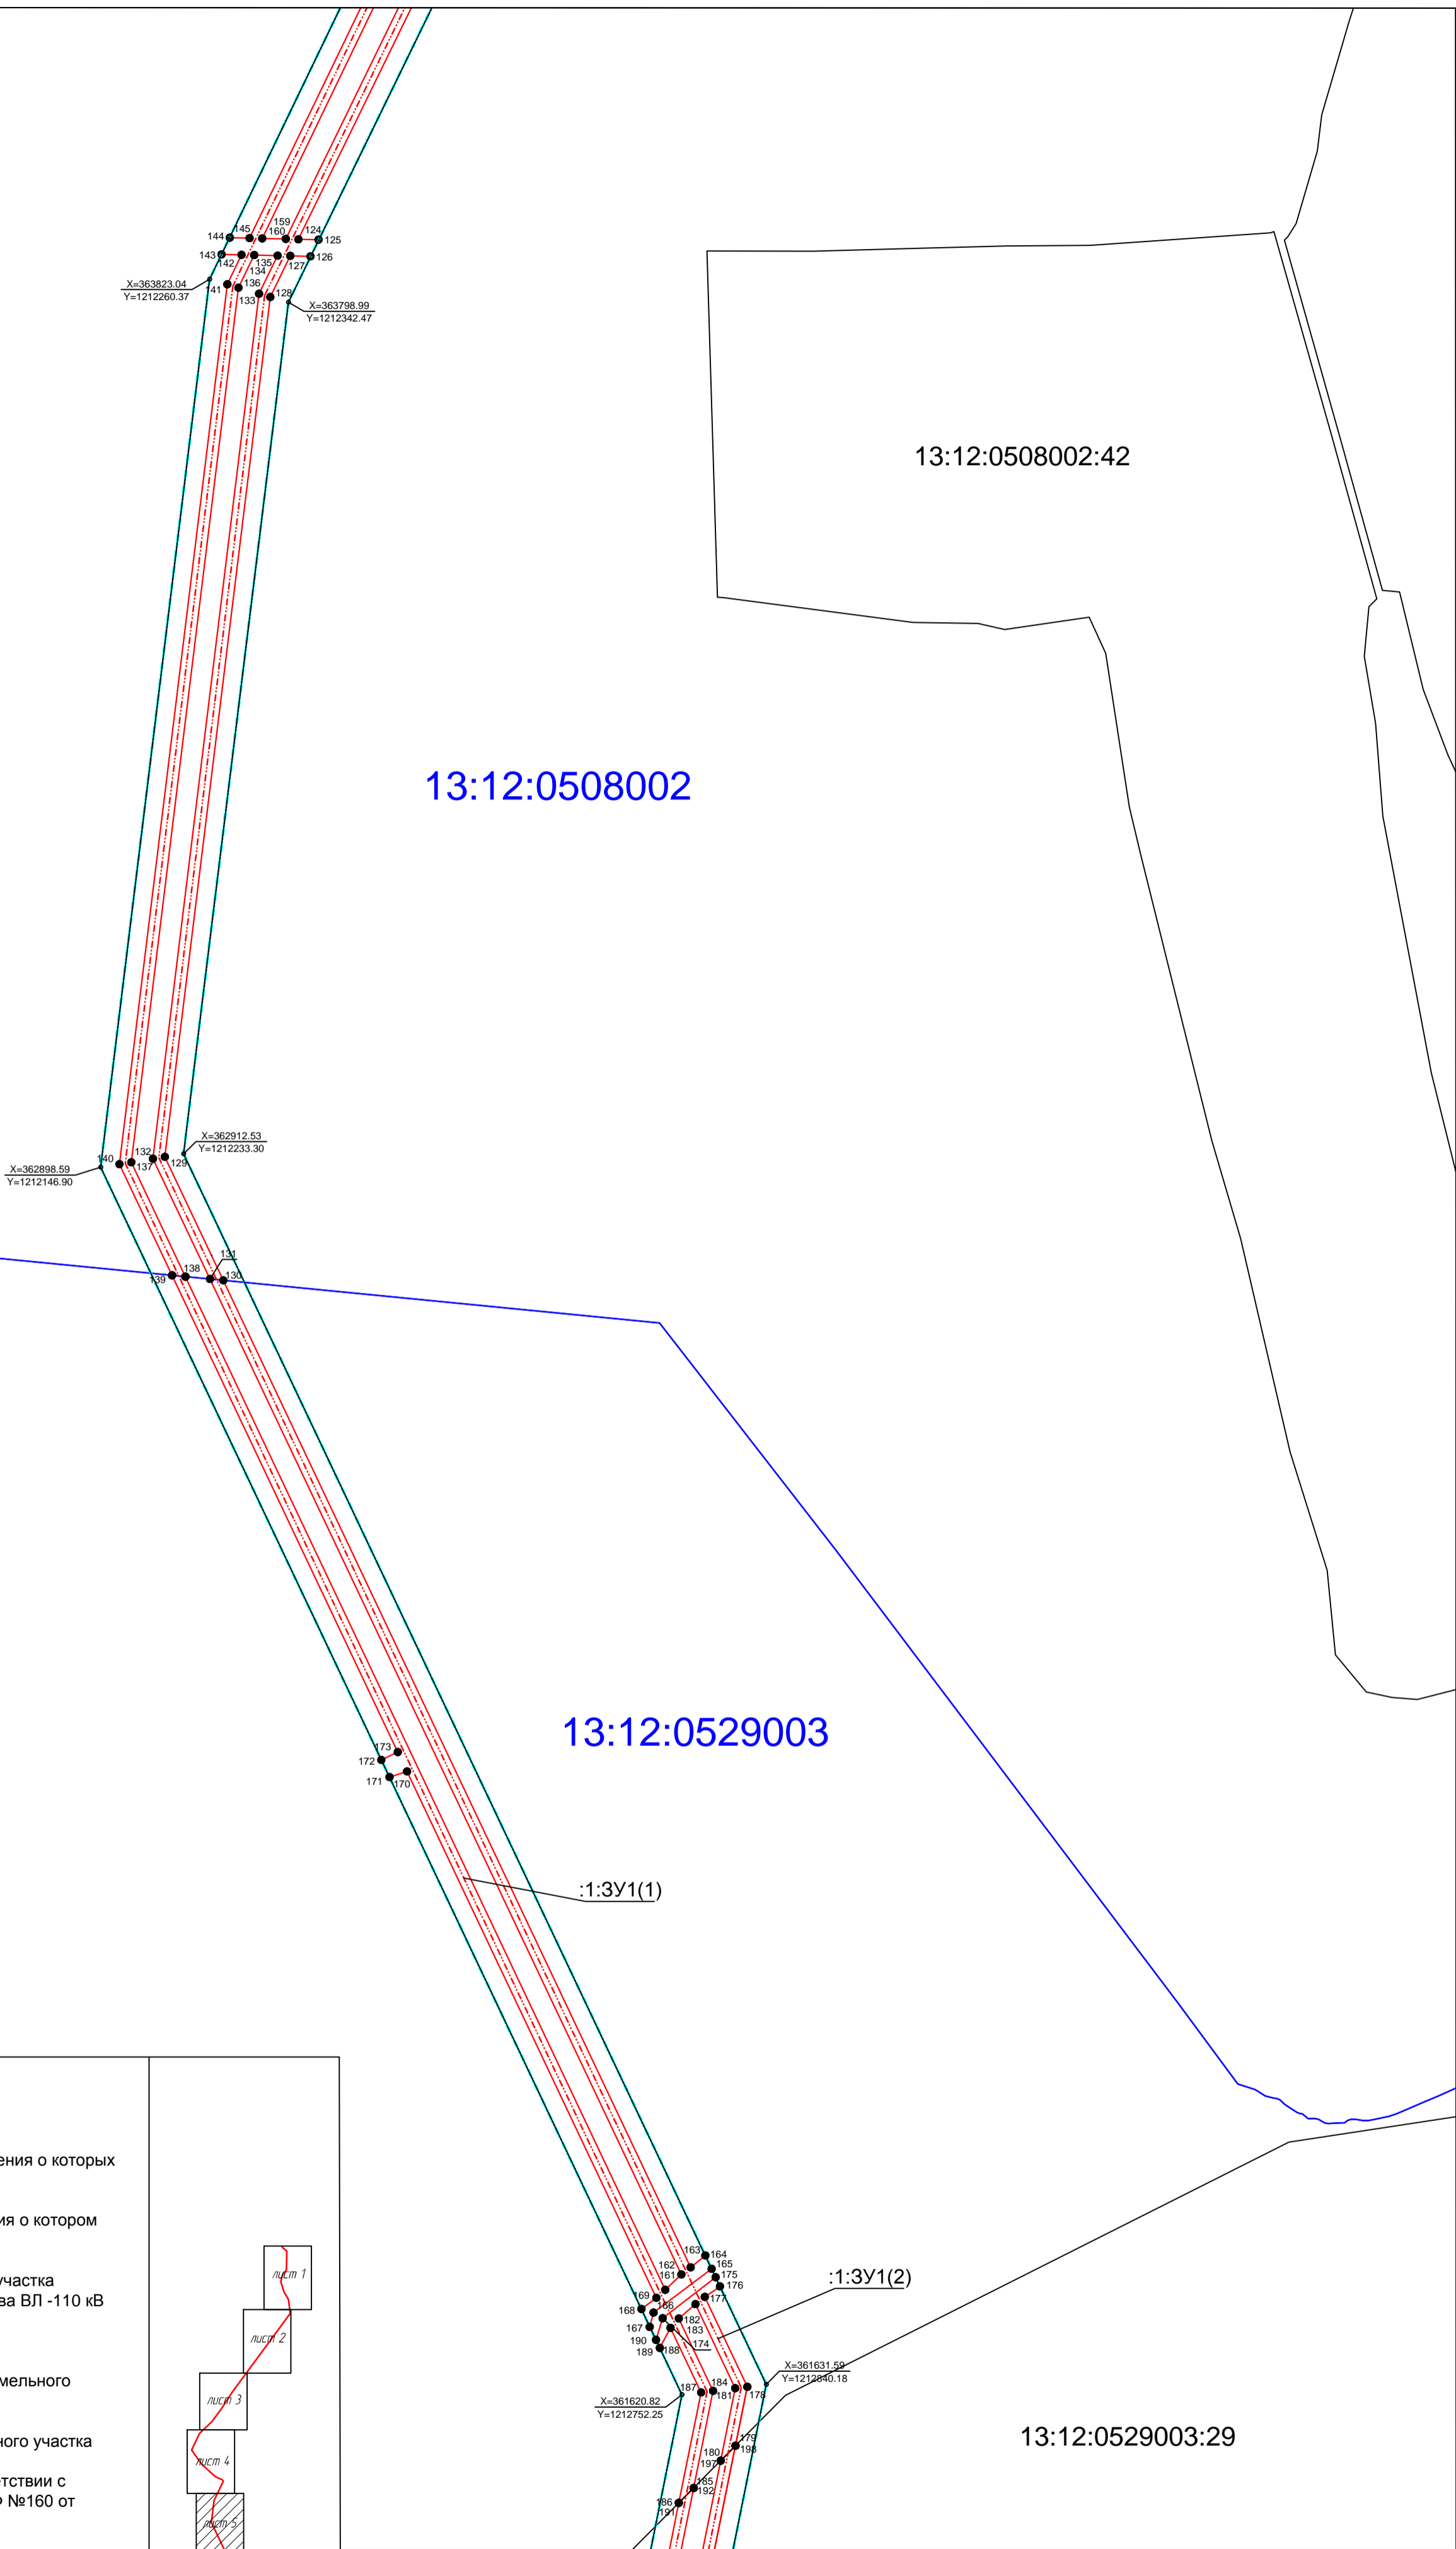 144
145
159
160
124
125
143
142
134
135
127
126
X=363823.04
Y=1212260.37
141
136
133
128
X=363798.99
Y=1212342.47
13:12:0508002:42
13:12:0508002
X=362912.53
Y=1212233.30
140
132
137
129
X=362898.59
Y=1212146.90
131
139
138
130
13:12:0529003
173
172
171
170
:1:ЗУ1(1)
163
164
162
161
165
175
176
169
168
166
177
:1:ЗУ1(2)
167
182
183
190
174
189
188
X=361631.59
Y=1212840.18
187
184
181
178
X=361620.82
Y=1212752.25
179
198
180
197
185
192
186
191
13:12:0529003:29
ения о которых
ия о котором
участка
ва ВЛ -110 кВ
мельного
ного участка
етствии с
Ф №160 от
лист 1
лист 2
лист 3
лист 4
лист 5